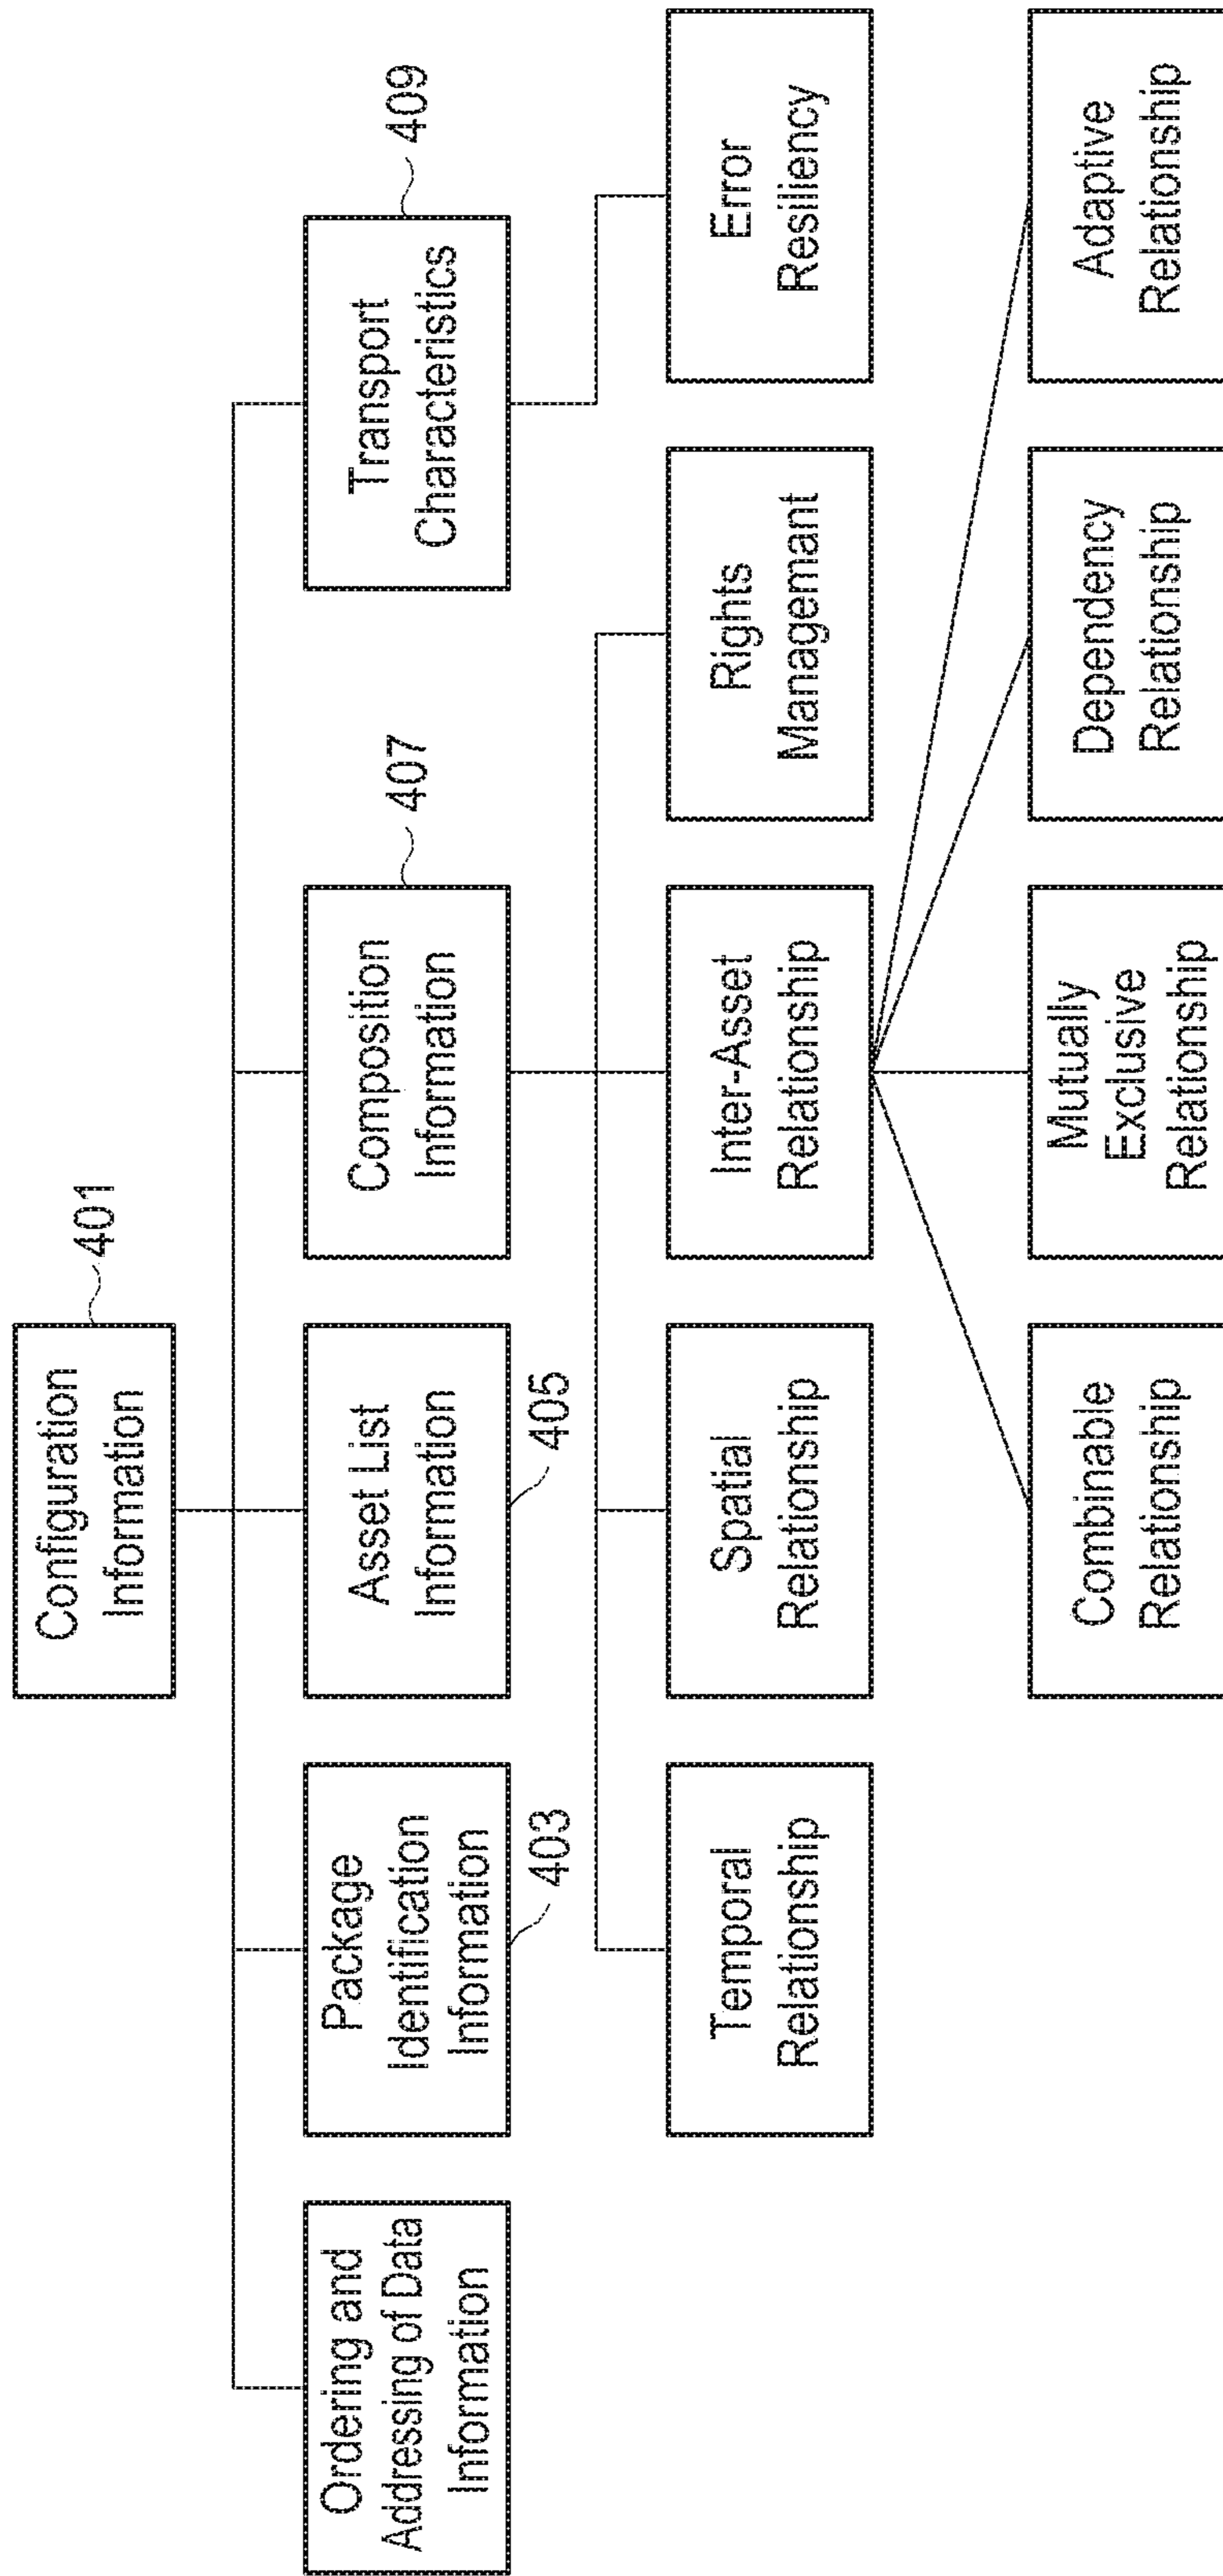 Configuration
Information
401
Ordering and
Addressing of Data
Information
Package
Identification
Information
403
Asset List
Information
405
Composition
Information
407
Transport
Characteristics
409
Temporal
Relationship
Spatial
Relationship
Inter-Asset
Relationship
Rights
Managemant
Error
Resiliency
Combinable
Relationship
Mutually
Exclusive
Relationship
Dependency
Relationship
Adaptive
Relationship